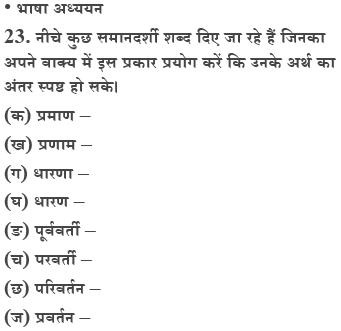 • भाषा अध्ययन
23. नीचे कुछ समानदर्शी शब्द दिए जा रहे हैं जिनका
अपने वाक्य में इस प्रकार प्रयोग करें कि उनके अर्थ का
अंतर स्पष्ट हो सके।
(क) प्रमाण –
(ख) प्रणाम –
(ग) धारणा –
(घ) धारण –
(ङ) पूर्ववर्ती –
(च) परवर्ती –
(छ) परिवर्तन –
(ज) प्रवर्तन –